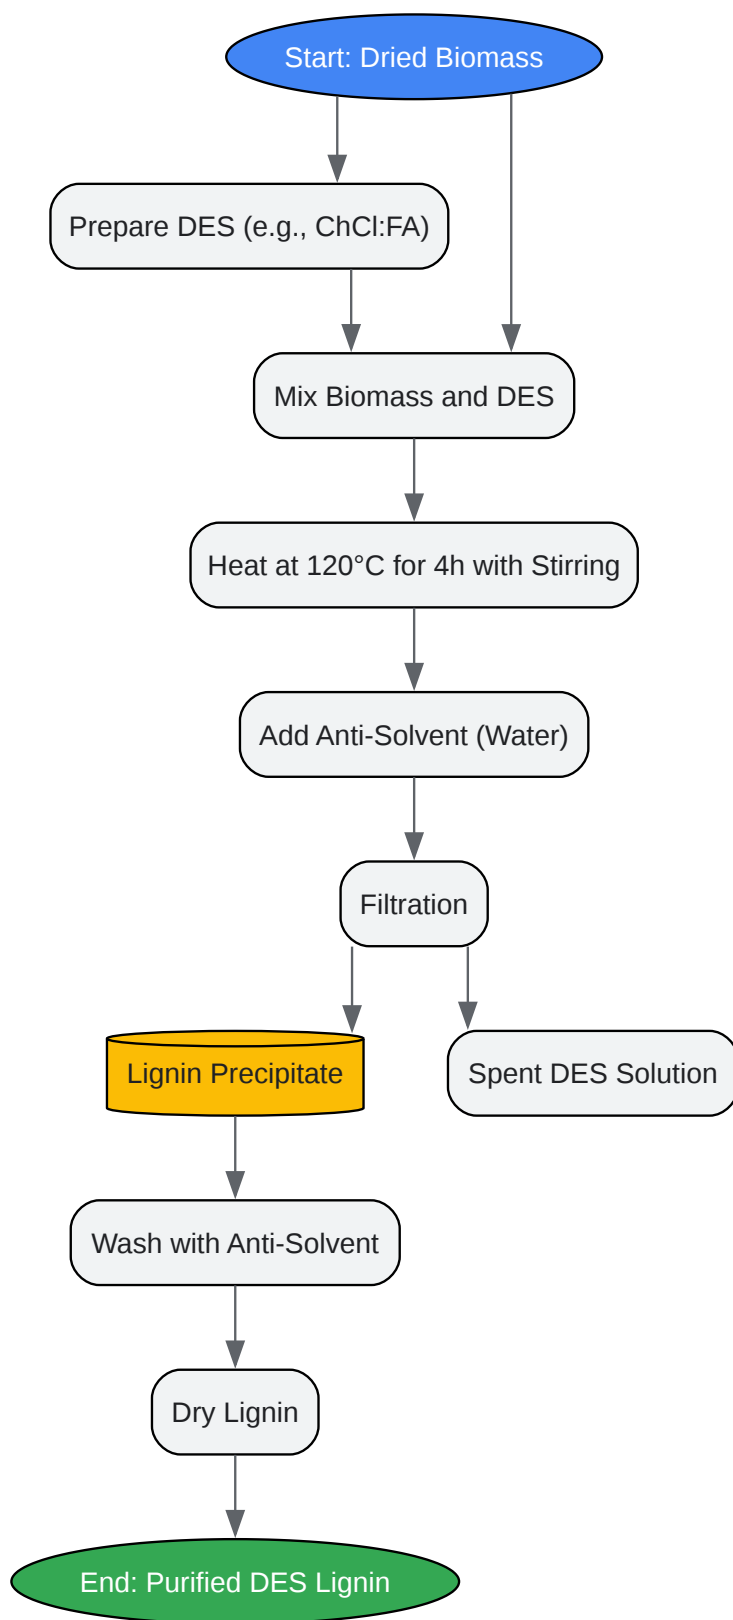 Start: Dried Biomass
Prepare DES (e.g., ChCl:FA)
Mix Biomass and DES
Heat at 120°C for 4h with Stirring
Add Anti-Solvent (Water)
Filtration
Lignin Precipitate
Spent DES Solution
Wash with Anti-Solvent
Dry Lignin
End: Purified DES Lignin